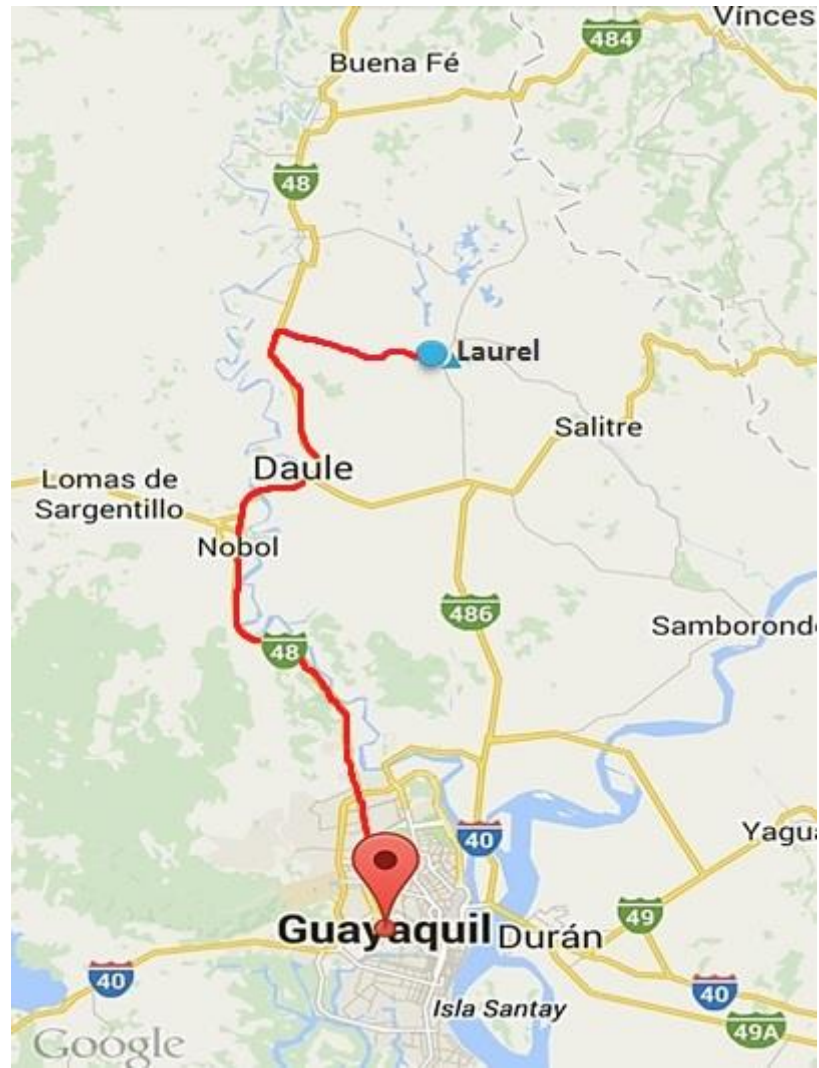 Vinces
484
Buena Fé
48
Laurel
Salitre
Daule
Lomas de
Sargentillo
Nobol
486
Samborondo
48
40
Yagua
49
Guayaquil
Durán
40
40
Isla Santay
49A
Google